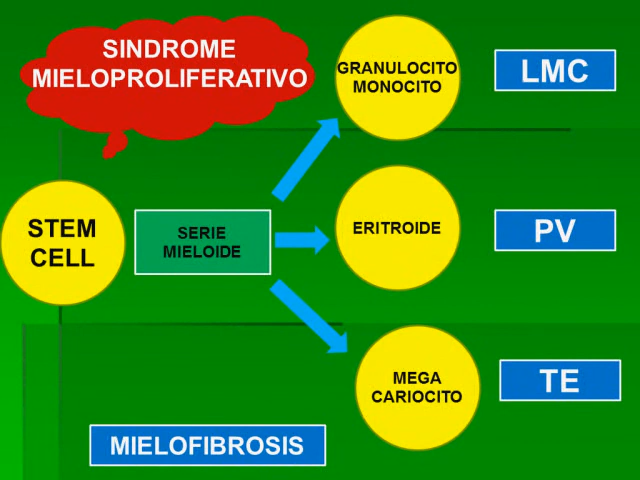 SINDROME
MIELOPROLIFERATIVO
GRANULOCITO
MONOCITO
LMC
STEM
CELL
SERIE
MIELOIDE
ERITROIDE
PV
MEGA
CARIOCITO
TE
MIELOFIBROSIS